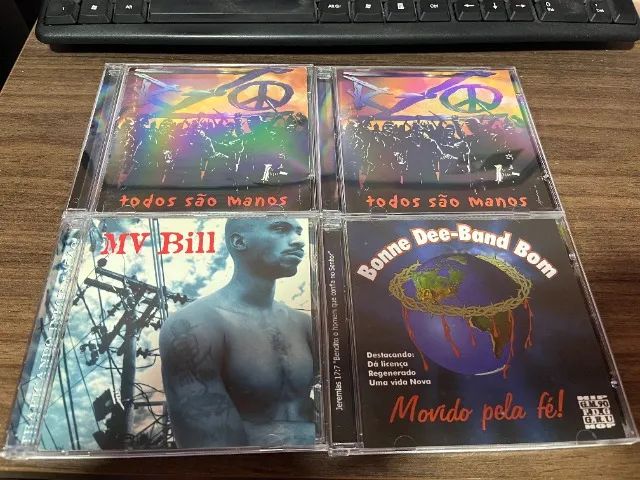 todos são manos
todos são manos
MV Bill
Jeremias 17:7 "Bendito o homem que confia no Senhor"
Bonne Dee-Band Bom
Destacando:
Dá licença
Regenerado
Uma vida Nova
Movido pela fé!